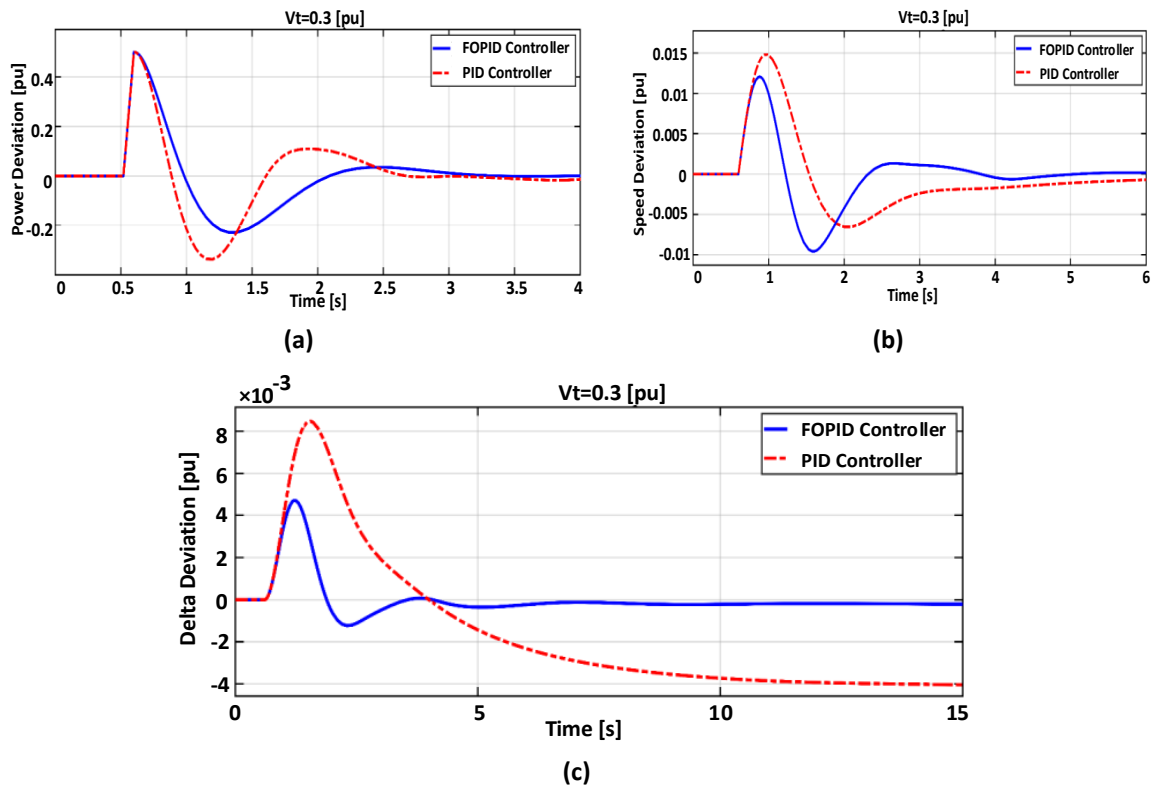 Vt=0.3 [pu]
FOPID Controller
PID Controller
Power Deviation [pu]
0.4
0.2
0
-0.2
0 0.5 1 1.5 2 2.5 3 3.5 4
Time [s]
(a)
Vt=0.3 [pu]
FOPID Controller
PID Controller
Speed Deviation [pu]
0.015
0.01
0.005
0
-0.005
-0.01
0 1 2 3 4 5 6
Time [s]
(b)
×10-3
Vt=0.3 [pu]
FOPID Controller
PID Controller
Delta Deviation [pu]
8
6
4
2
0
-2
-4
0 5 10 15
Time [s]
(c)